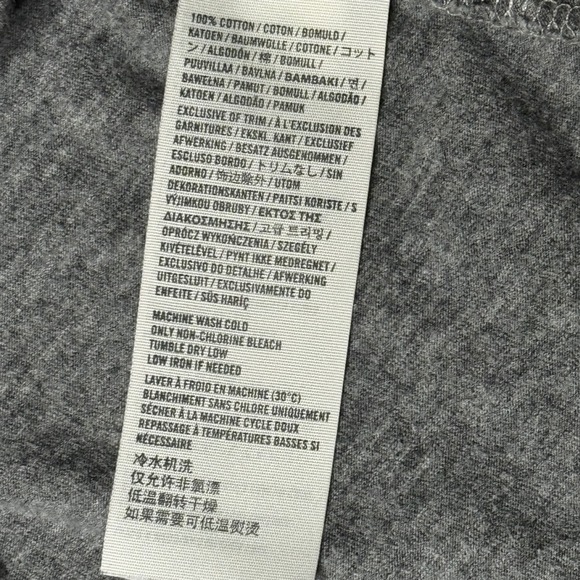 100% COTTON / COTON / BOMULD /
KATOEN / BAUMWOLLE / COTONE / コット
ン / ALGODÓN / 棉 / BOMULL /
PUUVILLAA / BAVLNA / ΒΑΜΒΑΚΙ / 면 /
BAWEŁNA / PAMUT / BOMULL / ALGODÃO /
KATOEN / ALGODÃO / PAMUK
EXCLUSIVE OF TRIM / À L'EXCLUSION DES
GARNITURES / EKSKL. KANT / EXCLUSIEF
AFWERKING / BESATZ AUSGENOMMEN /
ESCLUSO BORDO / トリムなし / SIN
ADORNO / 饰边除外 / UTOM
DEKORATIONSKANTEN / PAITSI KORISTE / S
VÝJIMKOU OBRUBY / ΕΚΤΟΣ ΤΗΣ
ΔΙΑΚΟΣΜΗΣΗΣ / 고급 트리밍 /
OPRÓCZ WYKOŃCZENIA / SZEGÉLY
KIVÉTELÉVEL / PYNT IKKE MEDREGNET /
EXCLUSIVO DO DETALHE / AFWERKING
UITGESLUIT / EXCLUSIVAMENTE DO
ENFEITE / SÜS HARİÇ
MACHINE WASH COLD
ONLY NON-CHLORINE BLEACH
TUMBLE DRY LOW
LOW IRON IF NEEDED
LAVER À FROID EN MACHINE (30°C)
BLANCHIMENT SANS CHLORE UNIQUEMENT
SÉCHER À LA MACHINE CYCLE DOUX
REPASSAGE À TEMPÉRATURES BASSES SI
NÉCESSAIRE
冷水机洗
仅允许非氯漂
低温翻转干燥
如果需要可低温熨烫